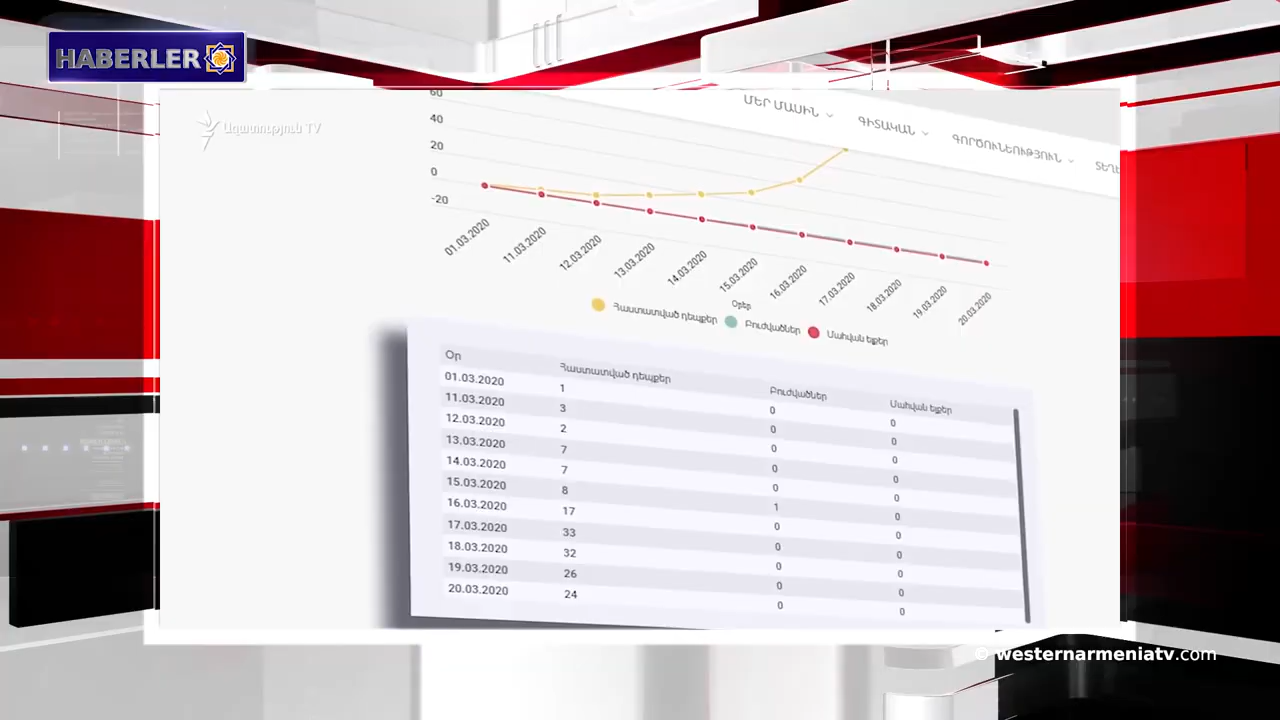 HABERLER
Ազատություն TV
ՄԵՐ ՄԱՍԻՆ
ԳԻՏԱԿԱՆ
ԳՈՐԾՈՒՆԵՈՒԹՅՈՒՆ
ՏԵՂԵ
60
40
20
0
-20
01.03.2020 11.03.2020 12.03.2020 13.03.2020 14.03.2020 15.03.2020 16.03.2020 17.03.2020 18.03.2020 19.03.2020 20.03.2020
Օրեր
Հաստատված դեպքեր Բուժվածներ Մահվան ելքեր
Օր Հաստատված դեպքեր Բուժվածներ Մահվան ելքեր
01.03.2020 1 0 0
11.03.2020 3 0 0
12.03.2020 2 0 0
13.03.2020 7 0 0
14.03.2020 7 0 0
15.03.2020 8 1 0
16.03.2020 17 0 0
17.03.2020 33 0 0
18.03.2020 32 0 0
19.03.2020 26 0 0
20.03.2020 24 0 0
© westernarmeniatv.com